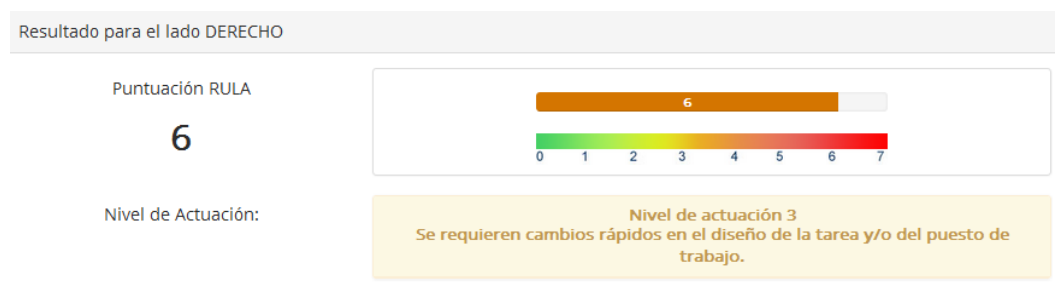 Resultado para el lado DERECHO
Puntuación RULA
6
6
0 1 2 3 4 5 6 7
Nivel de Actuación:
Nivel de actuación 3
Se requieren cambios rápidos en el diseño de la tarea y/o del puesto de
trabajo.